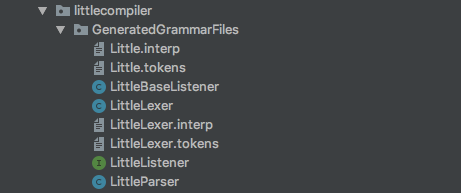 littlecompiler
GeneratedGrammarFiles
Little.interp
Little.tokens
LittleBaseListener
LittleLexer
LittleLexer.interp
LittleLexer.tokens
LittleListener
LittleParser